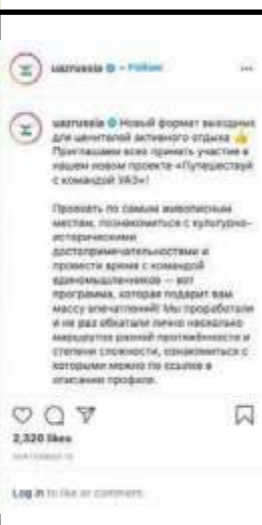 uazrussia • Follow
uazrussia Новый формат выходных
для ценителей активного отдыха 👍
Приглашаем всех принять участие в
нашем новом проекте «Путешествуй
с командой УАЗ»!
Проехать по самым живописным
местам, познакомиться с культурно-
историческими
достопримечательностями и
провести время с командой
единомышленников — вот
программа, которая подарит вам
массу впечатлений! Мы проработали
и не раз обкатали лично несколько
маршрутов разной протяжённости и
степени сложности, ознакомиться с
которыми можно по ссылке в
описании профиля.
2,320 likes
Log in to like or comment.